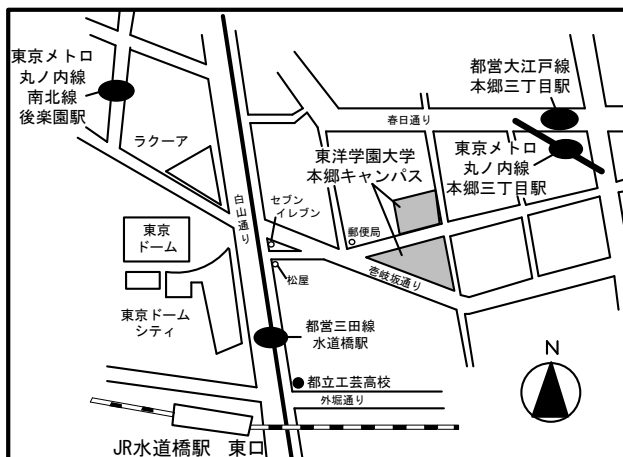 東京メトロ
丸ノ内線
南北線
後楽園駅
ラクーア
白山通り
東京
ドーム
東京ドーム
シティ
セブン
イレブン
松屋
郵便局
東洋学園大学
本郷キャンパス
春日通り
都営大江戸線
本郷三丁目駅
東京メトロ
丸ノ内線
本郷三丁目駅
壱岐坂通り
都営三田線
水道橋駅
都立工芸高校
外堀通り
JR水道橋駅 東口
N